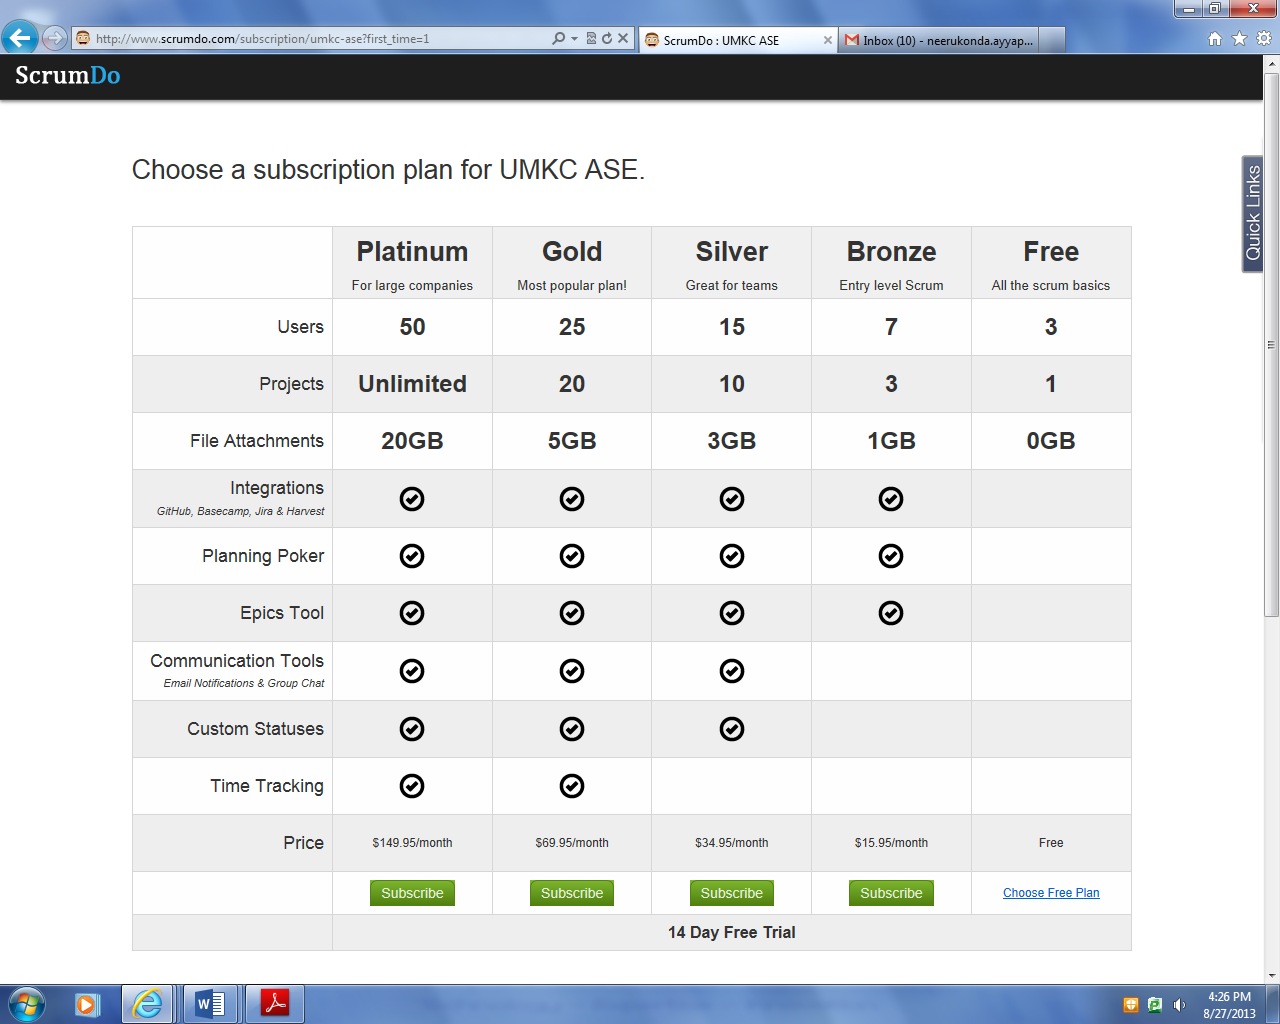 http://www.scrumdo.com/subscription/umkc-ase?first_time=1
ScrumDo : UMKC ASE
Inbox (10) - neerukonda.ayyap...
ScrumDo
Choose a subscription plan for UMKC ASE.
Quick Links
Platinum Gold Silver Bronze Free
For large companies Most popular plan! Great for teams Entry level Scrum All the scrum basics
Users 50 25 15 7 3
Projects Unlimited 20 10 3 1
File Attachments 20GB 5GB 3GB 1GB 0GB
Integrations
GitHub, Basecamp, Jira & Harvest
Planning Poker
Epics Tool
Communication Tools
Email Notifications & Group Chat
Custom Statuses
Time Tracking
Price $149.95/month $69.95/month $34.95/month $15.95/month Free
Subscribe Subscribe Subscribe Subscribe Choose Free Plan
14 Day Free Trial
4:26 PM
8/27/2013